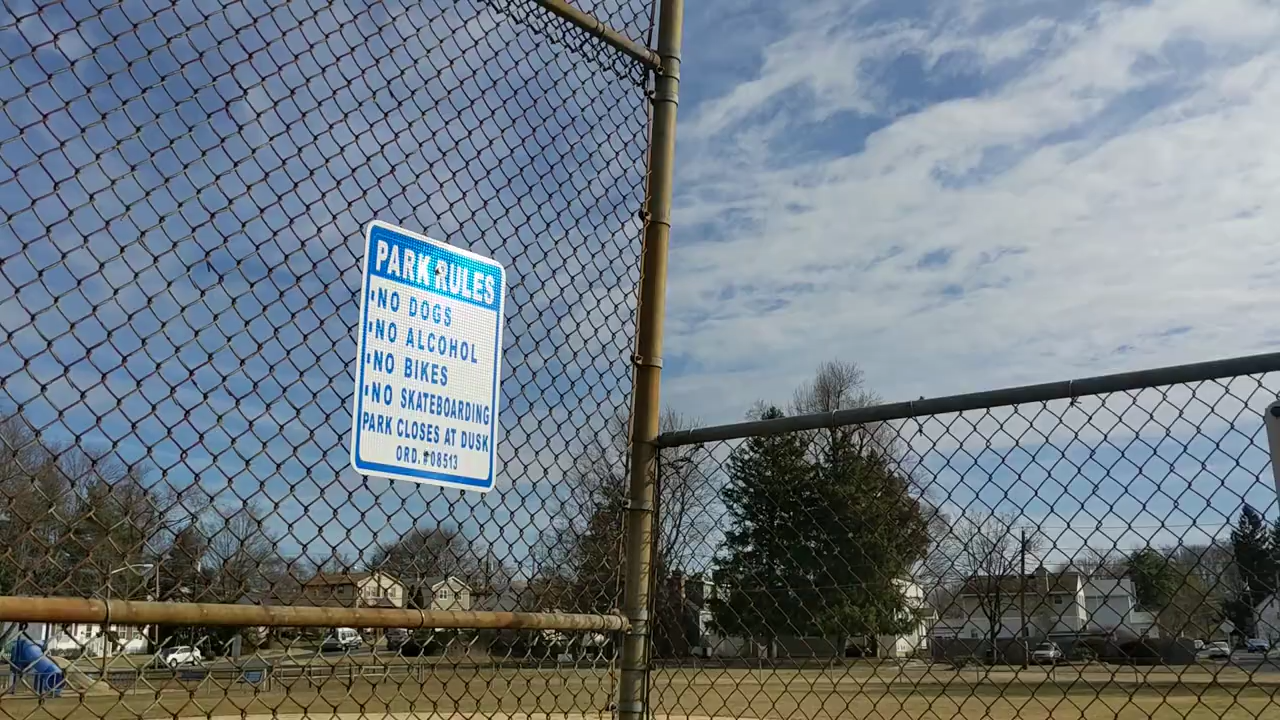 PARK RULES
•NO DOGS
•NO ALCOHOL
•NO BIKES
•NO SKATEBOARDING
PARK CLOSES AT DUSK
ORD.#08513